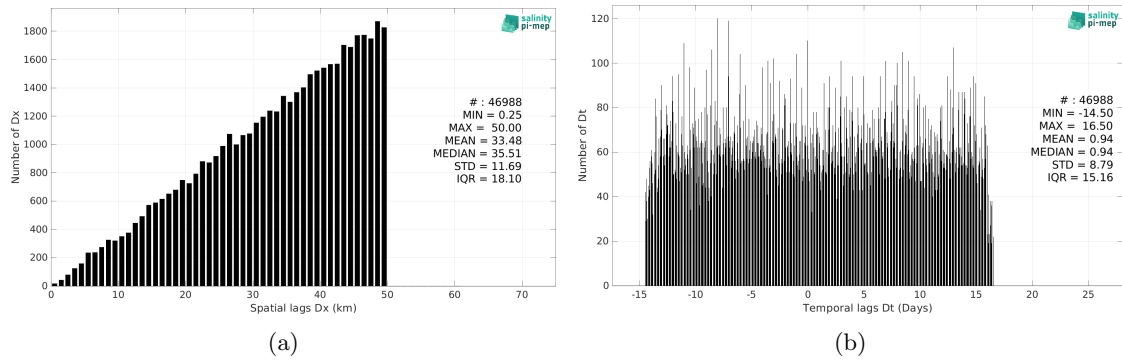 1800
1600
1400
1200
1000
800
600
400
200
0
Number of Dx
salinity
pi-mep
# : 46988
MIN = 0.25
MAX = 50.00
MEAN = 33.48
MEDIAN = 35.51
STD = 11.69
IQR = 18.10
0 10 20 30 40 50 60 70
Spatial lags Dx (km)
(a)
120
100
80
60
40
20
0
Number of Dt
salinity
pi-mep
# : 46988
MIN = -14.50
MAX = 16.50
MEAN = 0.94
MEDIAN = 0.94
STD = 8.79
IQR = 15.16
-15 -10 -5 0 5 10 15 20 25
Temporal lags Dt (Days)
(b)